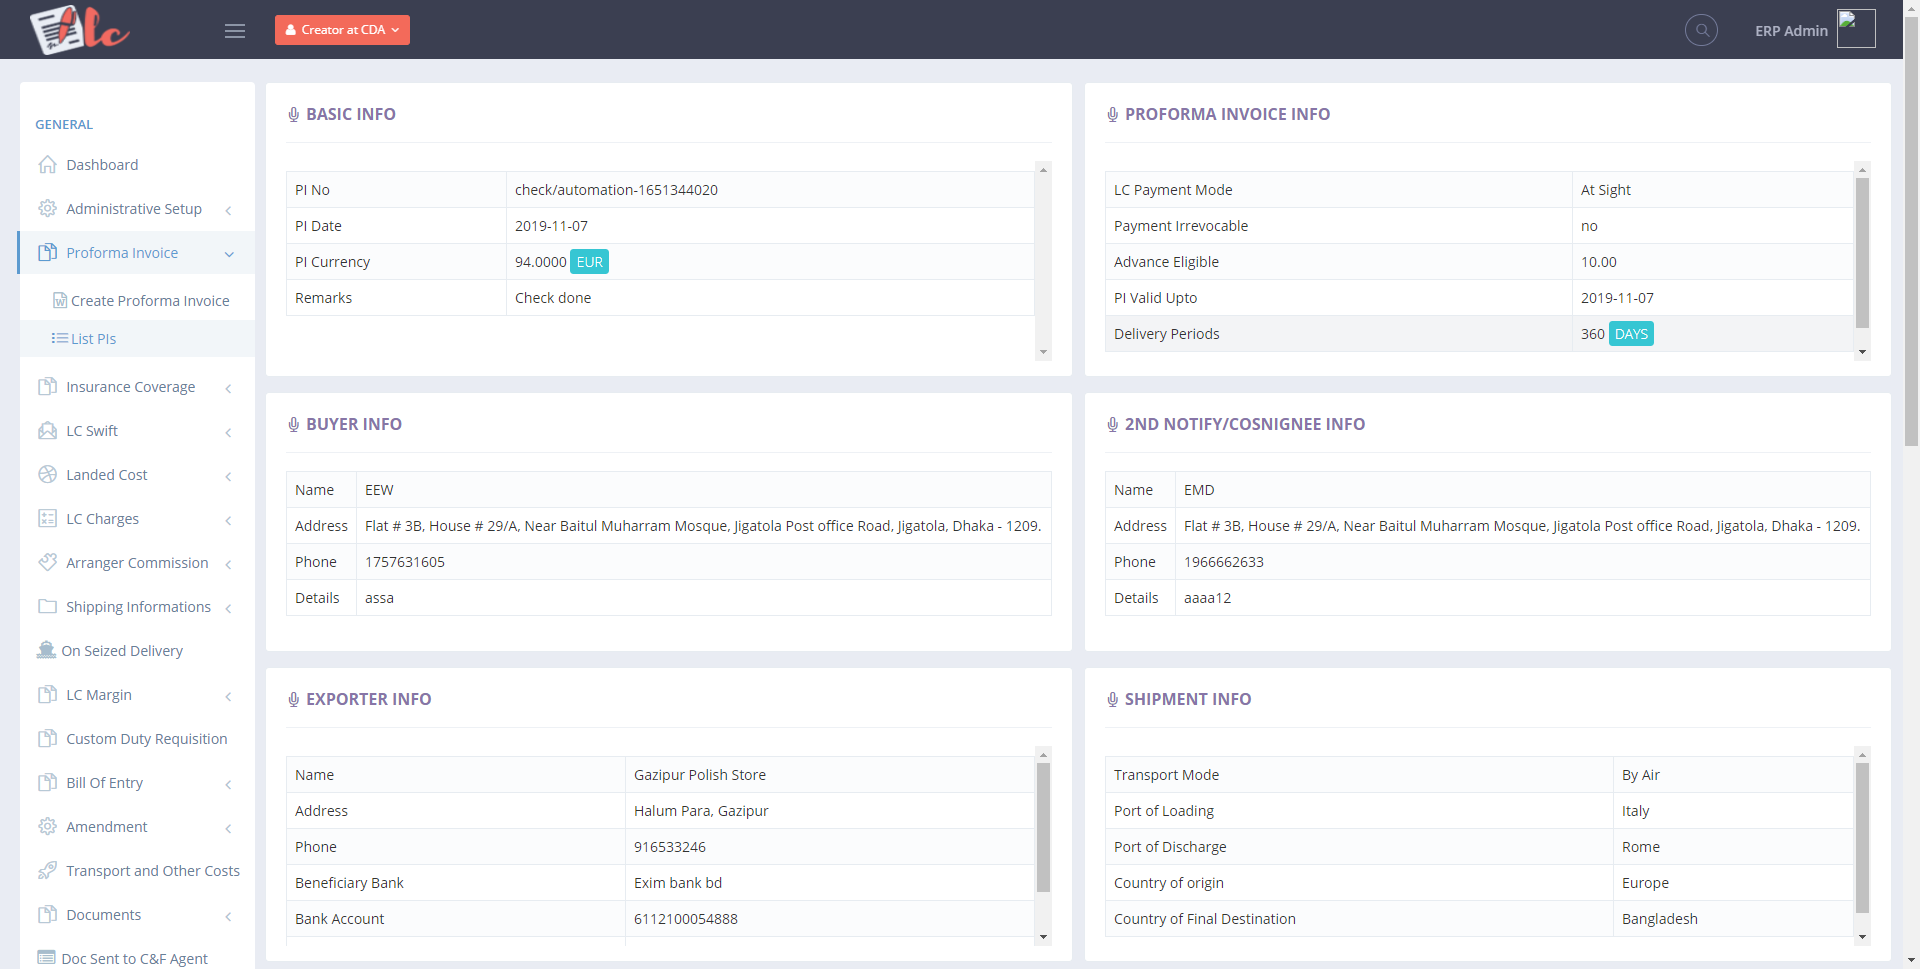 lc
Creator at CDA
ERP Admin
GENERAL
Dashboard
Administrative Setup
Proforma Invoice
Create Proforma Invoice
List PIs
Insurance Coverage
LC Swift
Landed Cost
LC Charges
Arranger Commission
Shipping Informations
On Seized Delivery
LC Margin
Custom Duty Requisition
Bill Of Entry
Amendment
Transport and Other Costs
Documents
Doc Sent to C&F Agent
BASIC INFO
PI No check/automation-1651344020
PI Date 2019-11-07
PI Currency 94.0000 EUR
Remarks Check done
PROFORMA INVOICE INFO
LC Payment Mode At Sight
Payment Irrevocable no
Advance Eligible 10.00
PI Valid Upto 2019-11-07
Delivery Periods 360 DAYS
BUYER INFO
Name EEW
Address Flat # 3B, House # 29/A, Near Baitul Muharram Mosque, Jigatola Post office Road, Jigatola, Dhaka - 1209.
Phone 1757631605
Details assa
2ND NOTIFY/COSNIGNEE INFO
Name EMD
Address Flat # 3B, House # 29/A, Near Baitul Muharram Mosque, Jigatola Post office Road, Jigatola, Dhaka - 1209.
Phone 1966662633
Details aaaa12
EXPORTER INFO
Name Gazipur Polish Store
Address Halum Para, Gazipur
Phone 916533246
Beneficiary Bank Exim bank bd
Bank Account 6112100054888
SHIPMENT INFO
Transport Mode By Air
Port of Loading Italy
Port of Discharge Rome
Country of origin Europe
Country of Final Destination Bangladesh